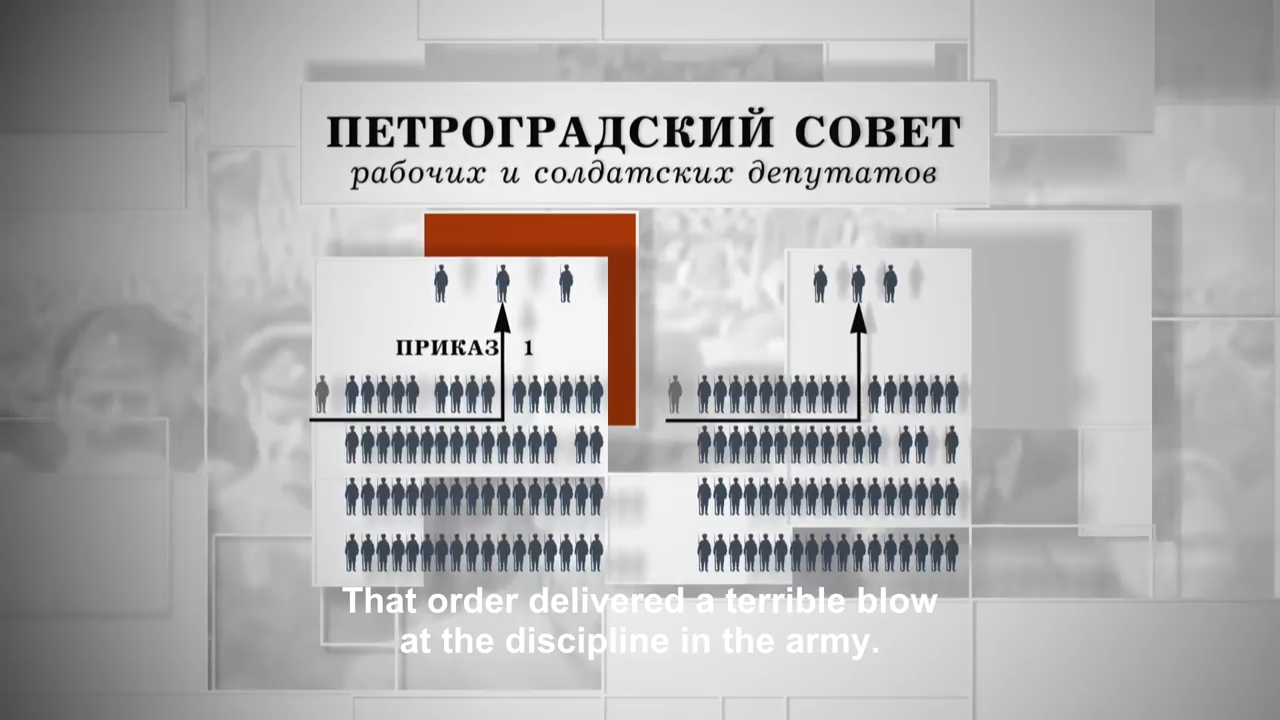 ПЕТРОГРАДСКИЙ СОВЕТ
рабочих и солдатских депутатов
ПРИКАЗ 1
That order delivered a terrible blow
at the discipline in the army.